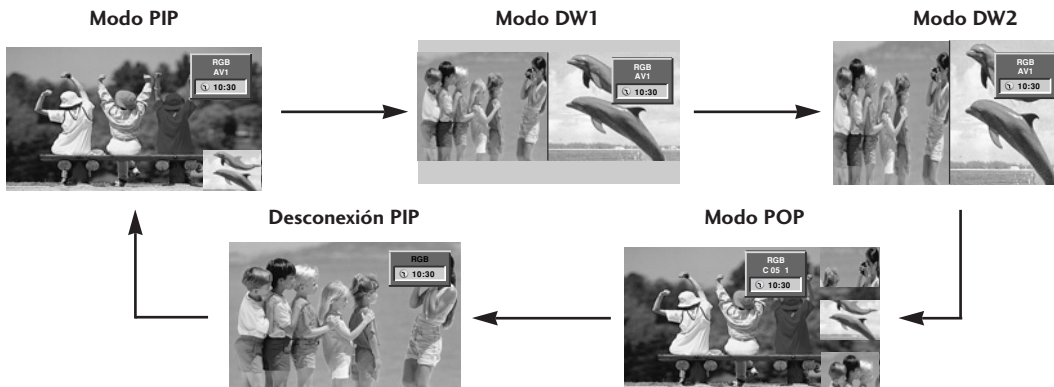 Modo PIP
RGB
AV1
10:30
Modo DW1
RGB
AV1
10:30
Modo DW2
RGB
AV1
10:30
Desconexión PIP
RGB
10:30
Modo POP
RGB
C 05 1
10:30